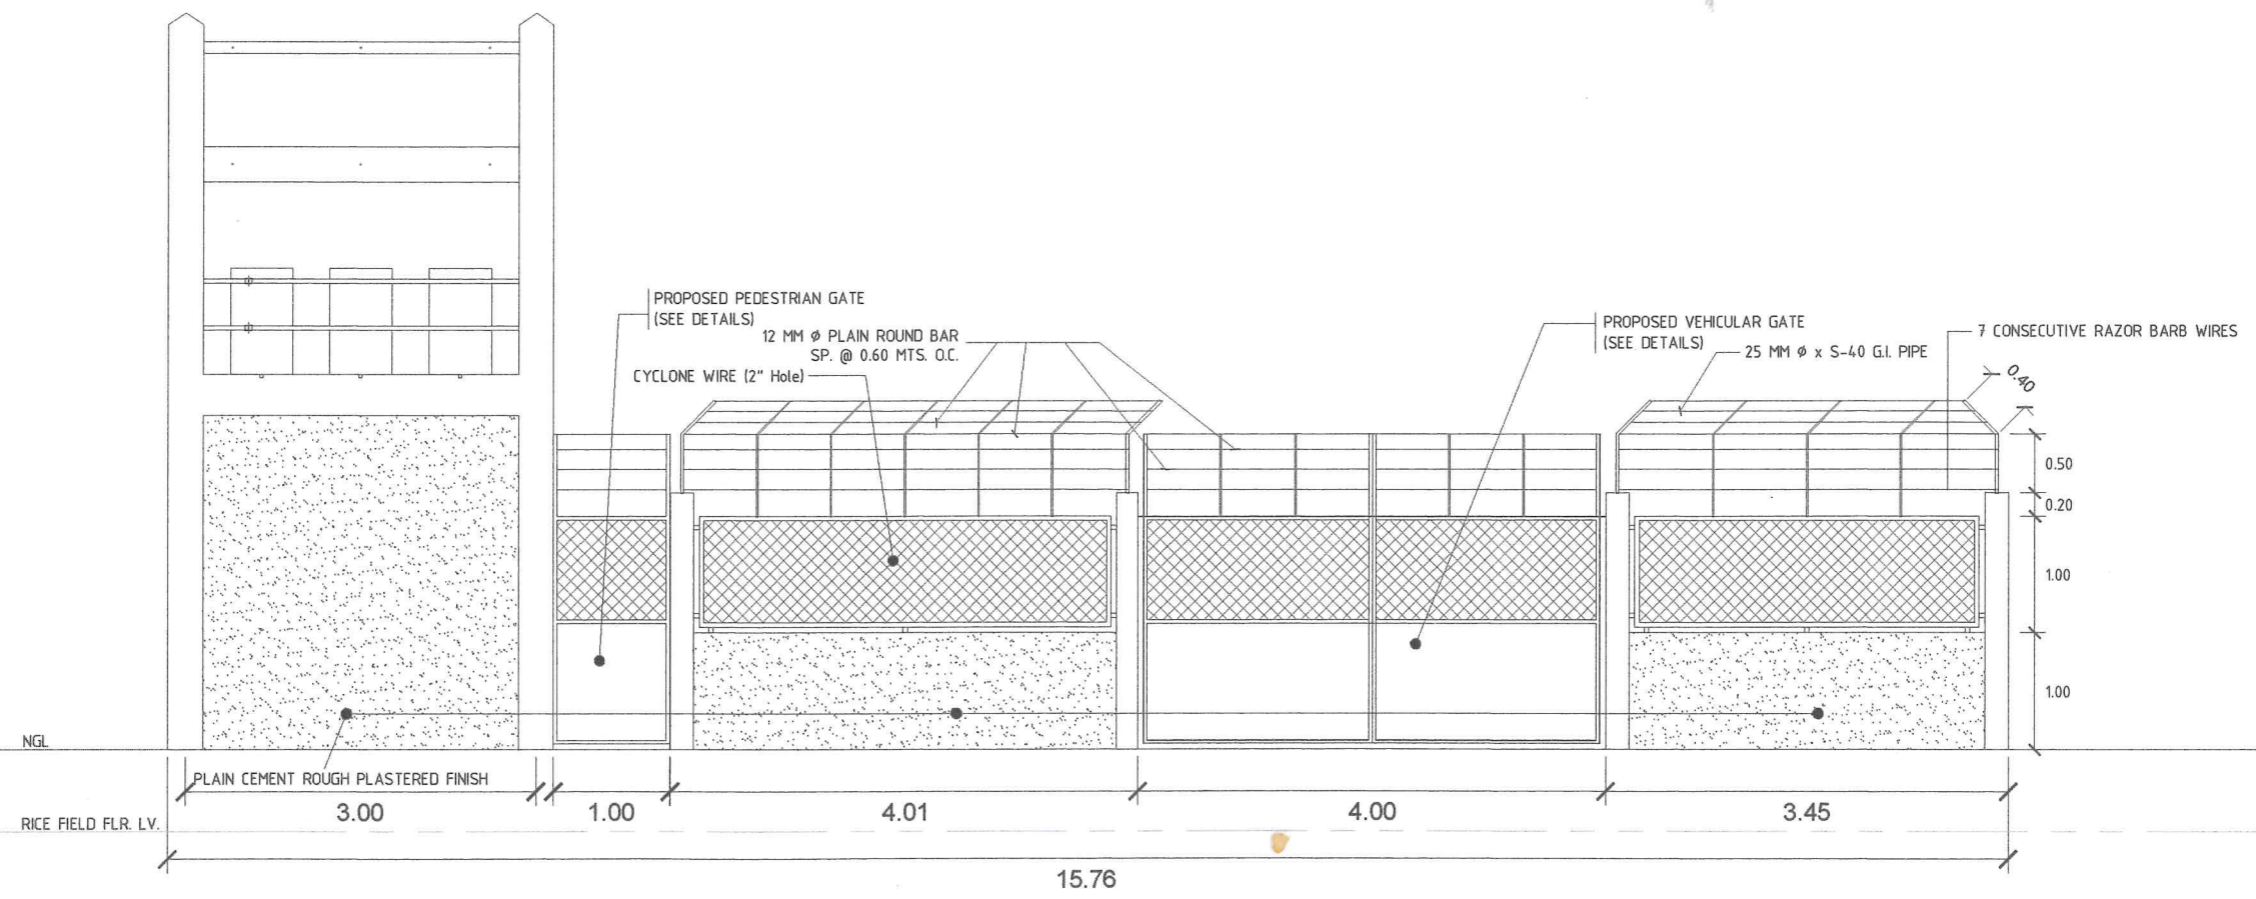 PROPOSED PEDESTRIAN GATE
(SEE DETAILS)
12 MM Ø PLAIN ROUND BAR
SP. @ 0.60 MTS. O.C.
CYCLONE WIRE (2" Hole)
PROPOSED VEHICULAR GATE
(SEE DETAILS)
25 MM Ø x S-40 G.I. PIPE
7 CONSECUTIVE RAZOR BARB WIRES
0.40
0.50
0.20
1.00
1.00
NGL
PLAIN CEMENT ROUGH PLASTERED FINISH
3.00
1.00
4.01
4.00
3.45
RICE FIELD FLR. LV.
15.76